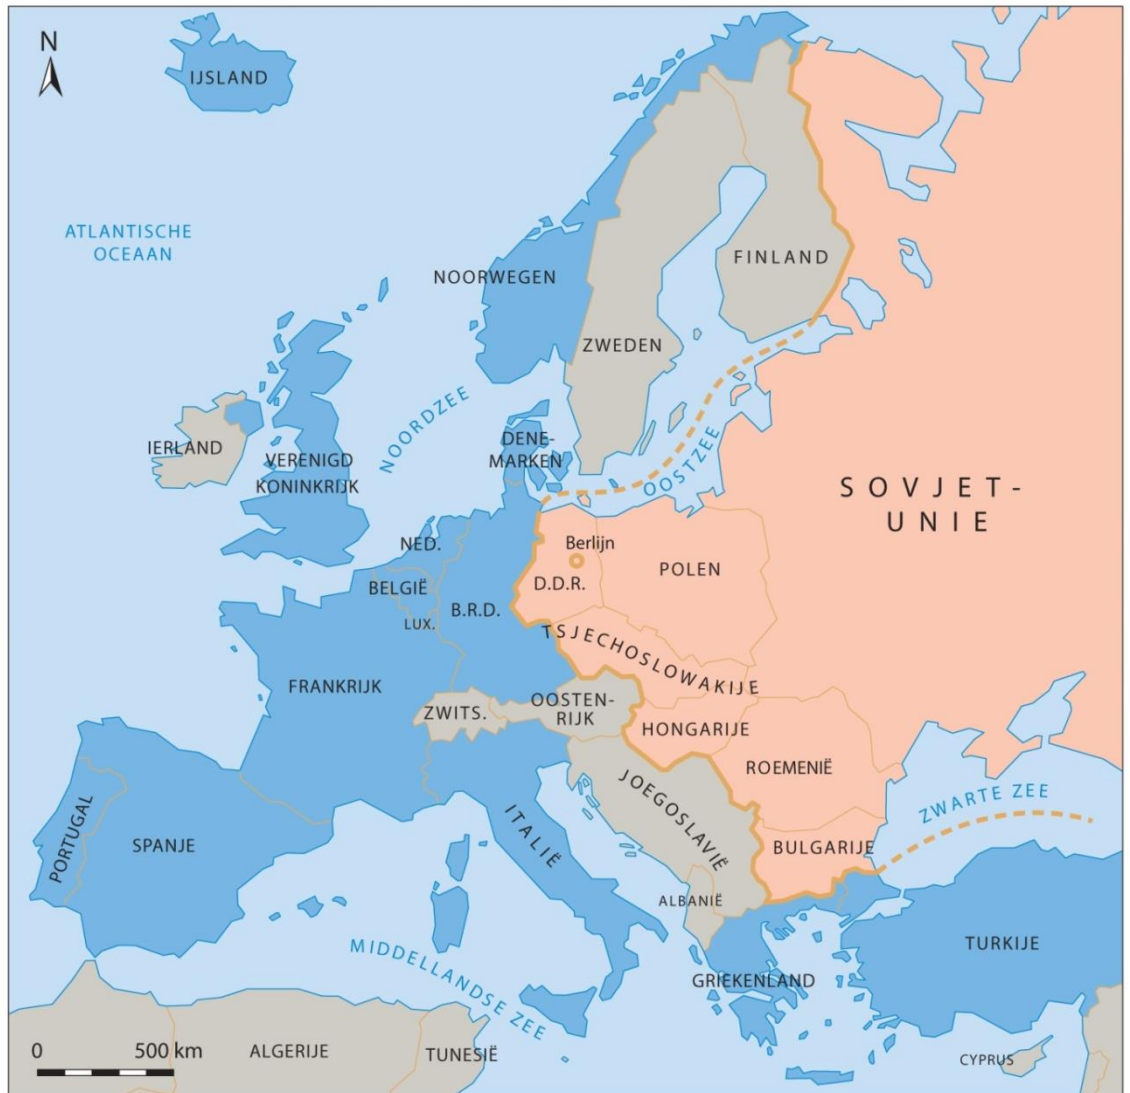 N
IJSLAND
ATLANTISCHE
OCEAAN
NOORWEGEN
FINLAND
ZWEDEN
NOORDZEE
IERLAND
VERENIGD
KONINKRIJK
DENE-
MARKEN
OOSTZEE
SOVJET-
UNIE
NED.
Berlijn
BELGIË
B.R.D.
D.D.R.
POLEN
LUX.
TSJECHOSLOWAKIJE
FRANKRIJK
ZWITS.
OOSTEN-
RIJK
HONGARIJE
ROEMENIË
JOEGOSLAVIË
ZWARTE ZEE
PORTUGAL
SPANJE
ITALIË
BULGARIJE
ALBANIË
MIDDELLANDSE ZEE
GRIEKENLAND
TURKIJE
0 500 km
ALGERIJE
TUNESIË
CYPRUS